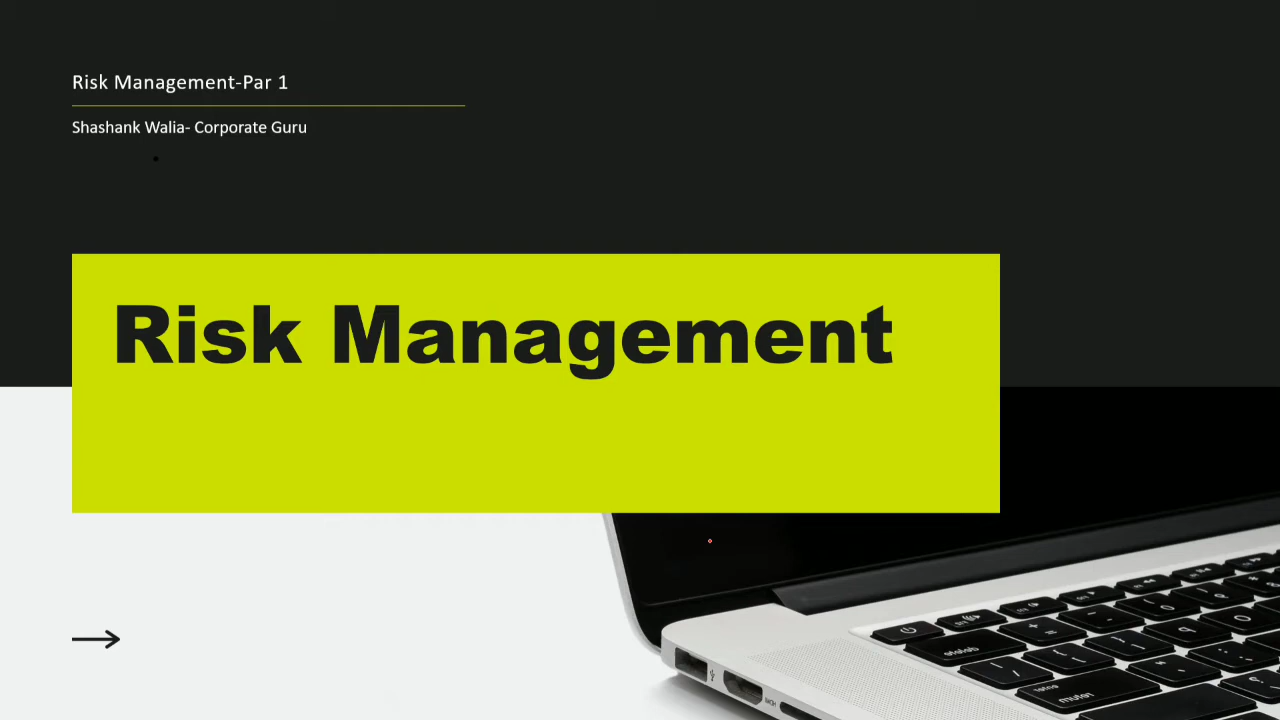 Risk Management-Par 1
Shashank Walia- Corporate Guru
Risk Management